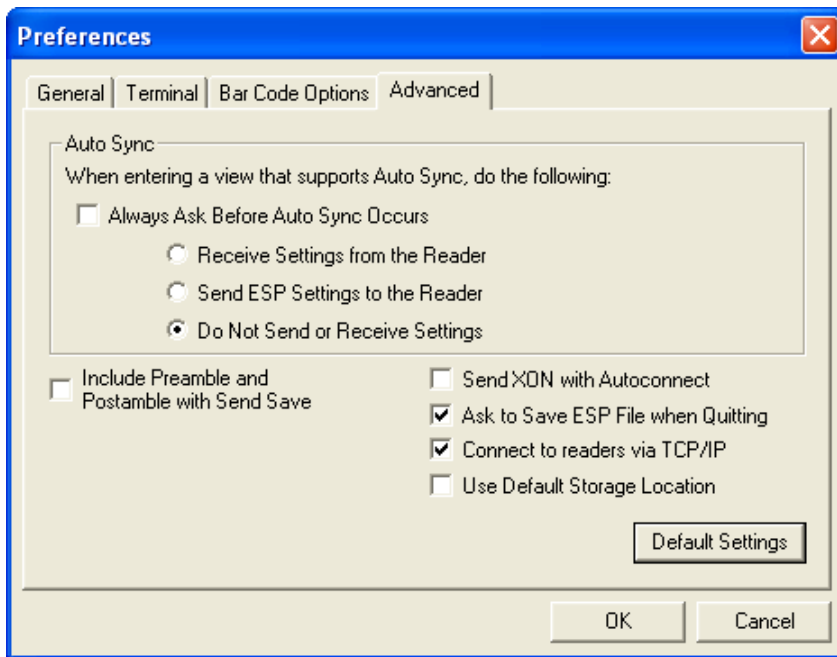 Preferences
General
Terminal
Bar Code Options
Advanced
Auto Sync
When entering a view that supports Auto Sync, do the following:
Always Ask Before Auto Sync Occurs
Receive Settings from the Reader
Send ESP Settings to the Reader
Do Not Send or Receive Settings
Include Preamble and
Postamble with Send Save
Send XON with Autoconnect
Ask to Save ESP File when Quitting
Connect to readers via TCP/IP
Use Default Storage Location
Default Settings
OK
Cancel